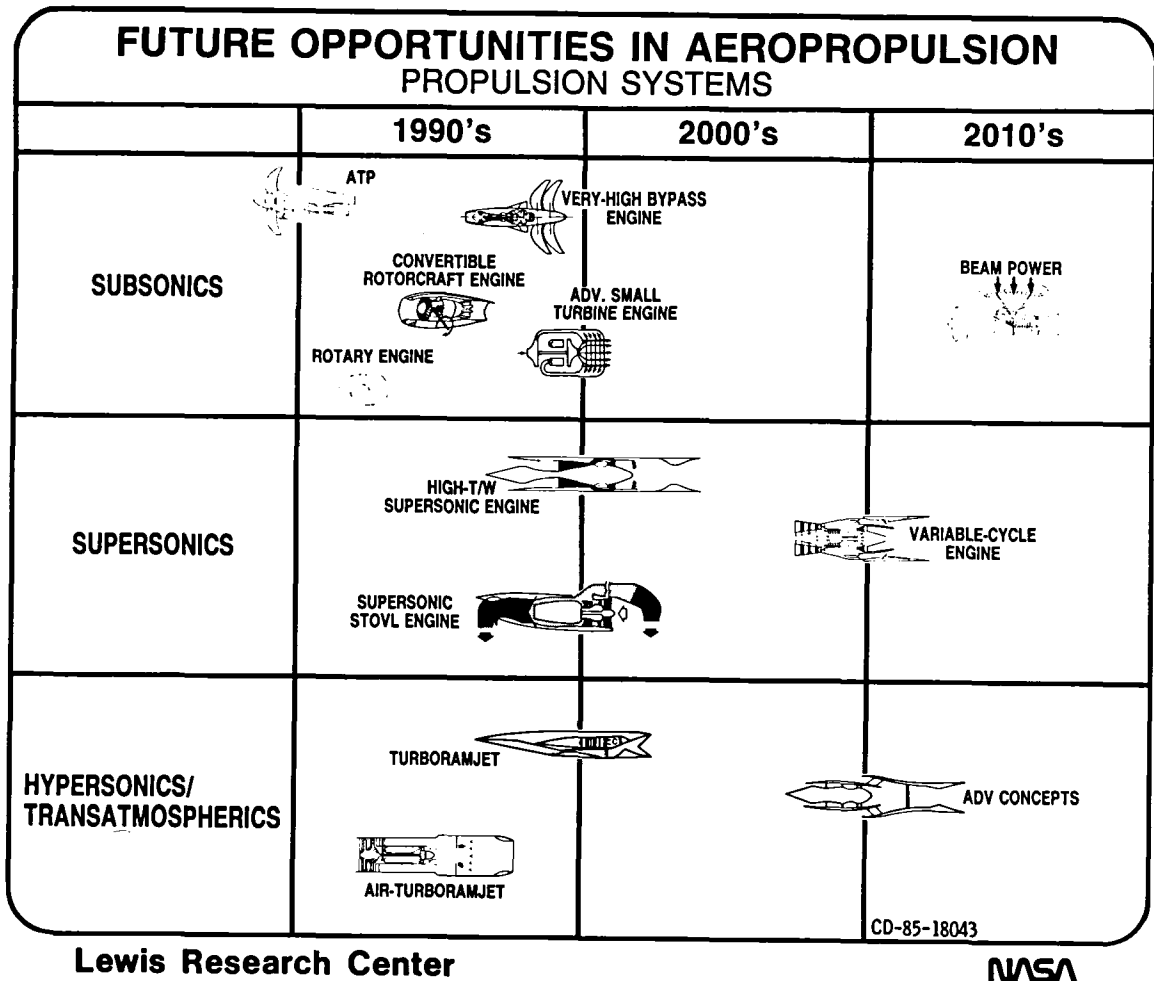 FUTURE OPPORTUNITIES IN AEROPROPULSION
PROPULSION SYSTEMS
1990's
2000's
2010's
SUBSONICS
ATP
VERY-HIGH BYPASS
ENGINE
CONVERTIBLE
ROTORCRAFT ENGINE
ADV. SMALL
TURBINE ENGINE
ROTARY ENGINE
BEAM POWER
SUPERSONICS
HIGH-T/W
SUPERSONIC ENGINE
VARIABLE-CYCLE
ENGINE
SUPERSONIC
STOVL ENGINE
HYPERSONICS/
TRANSATMOSPHERICS
TURBORAMJET
ADV CONCEPTS
AIR-TURBORAMJET
CD-85-18043
Lewis Research Center
NASA